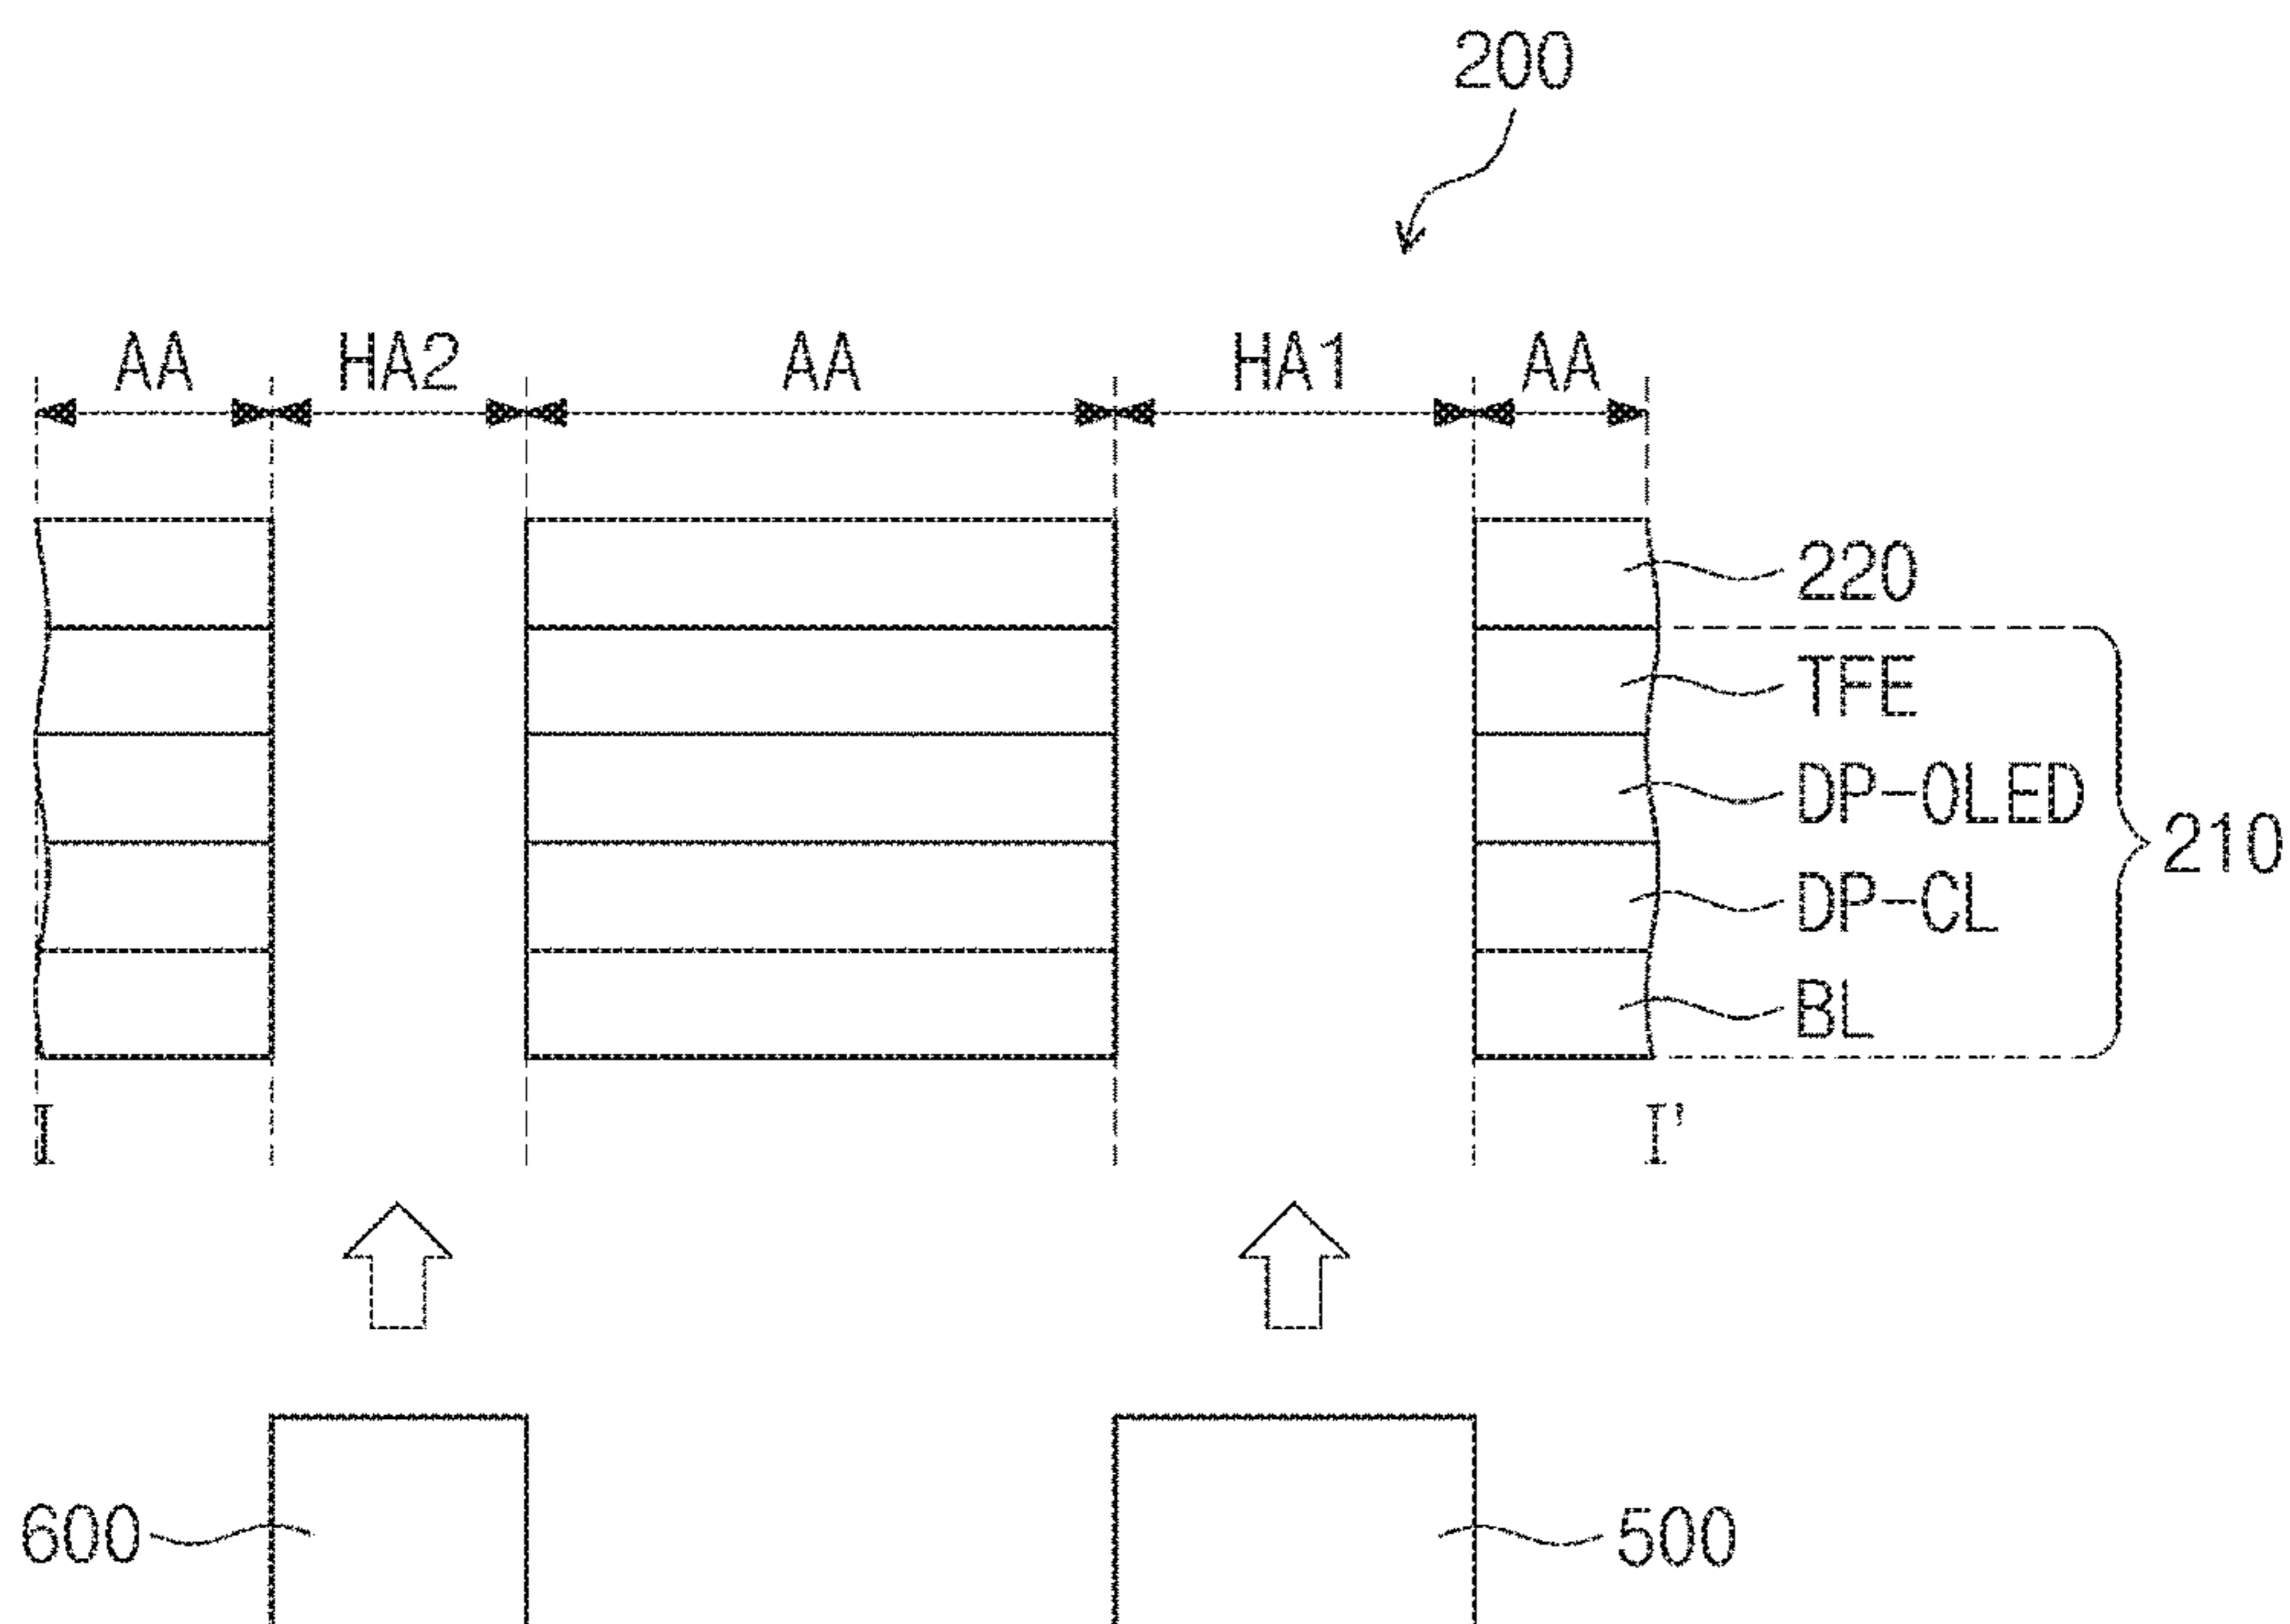 200
AA HA2 AA HA1 AA
220
TFE
DP-OLED
210
DP-CL
BL
I I'
600 500